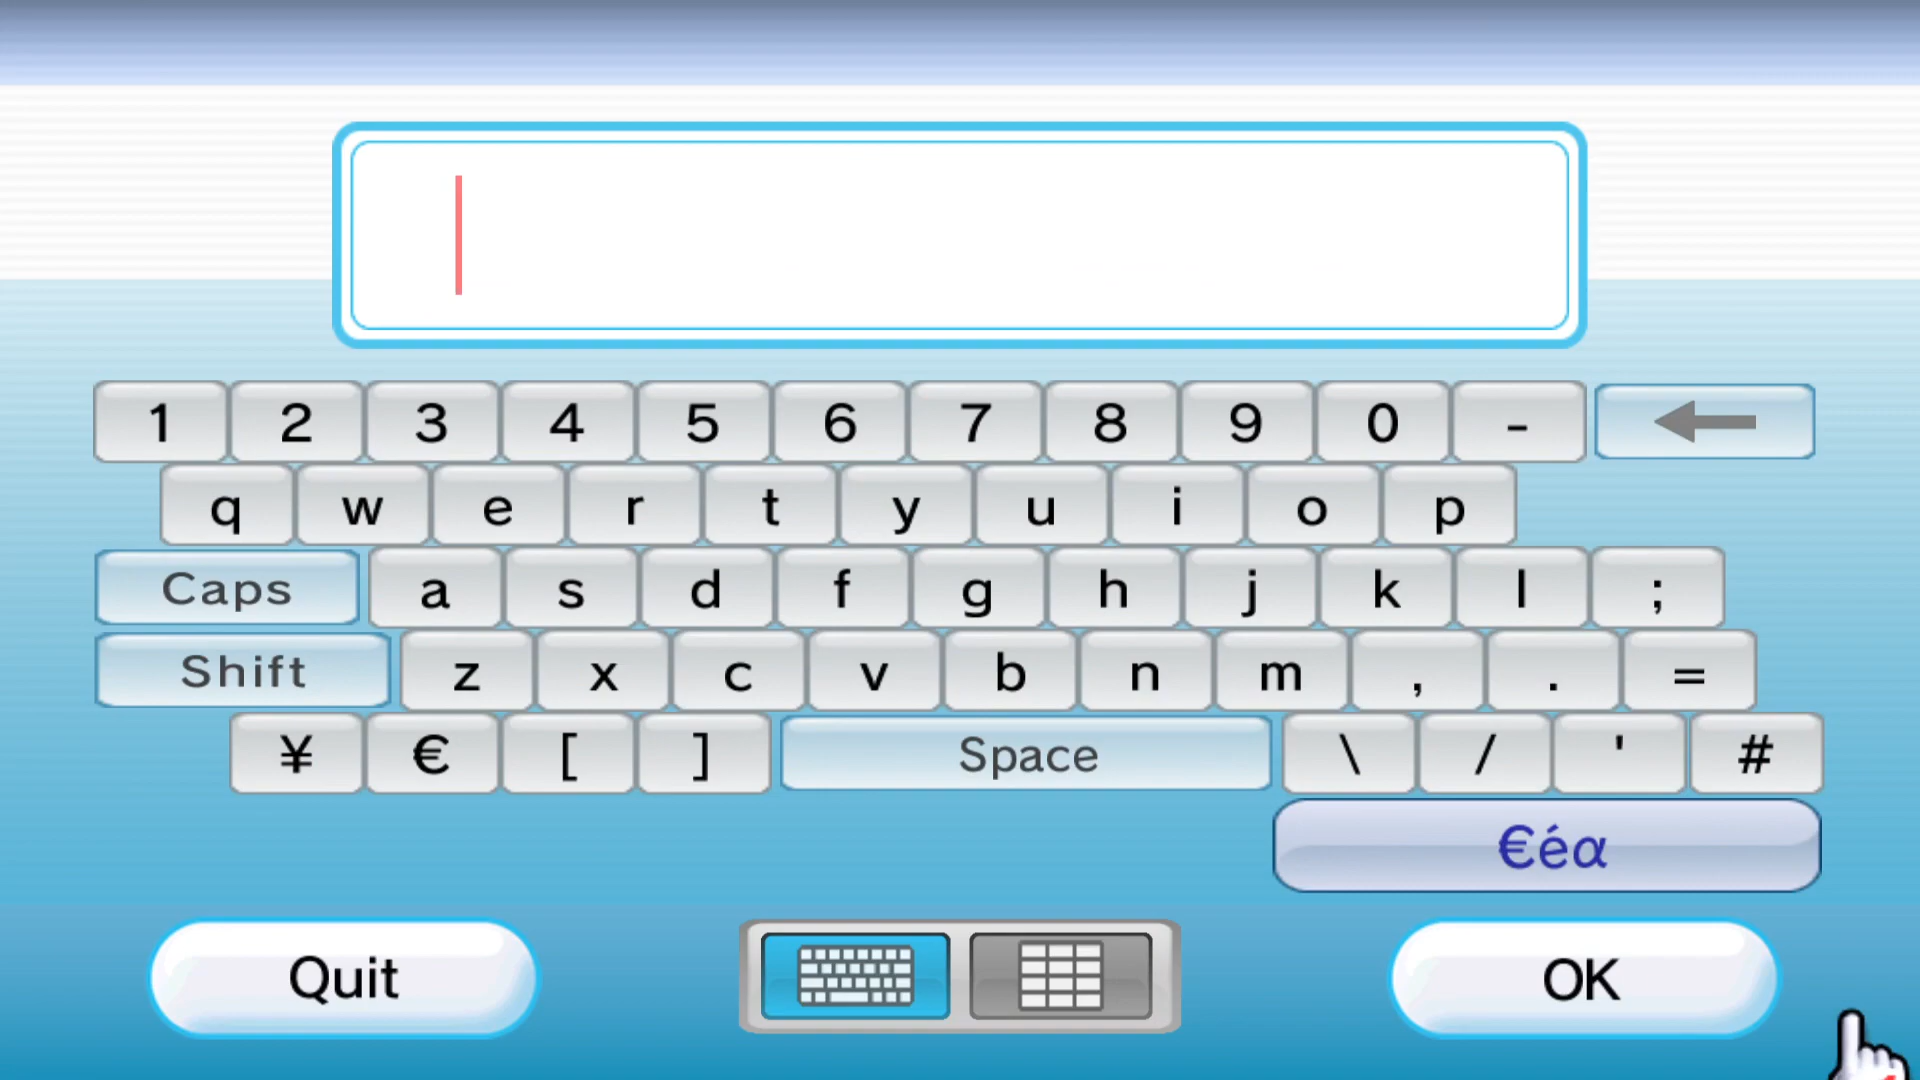 1 2 3 4 5 6 7 8 9 0 -
q w e r t y u i o p
Caps a s d f g h j k l ;
Shift z x c v b n m , . =
¥ € [ ] Space \ / ' #
€éα
Quit OK